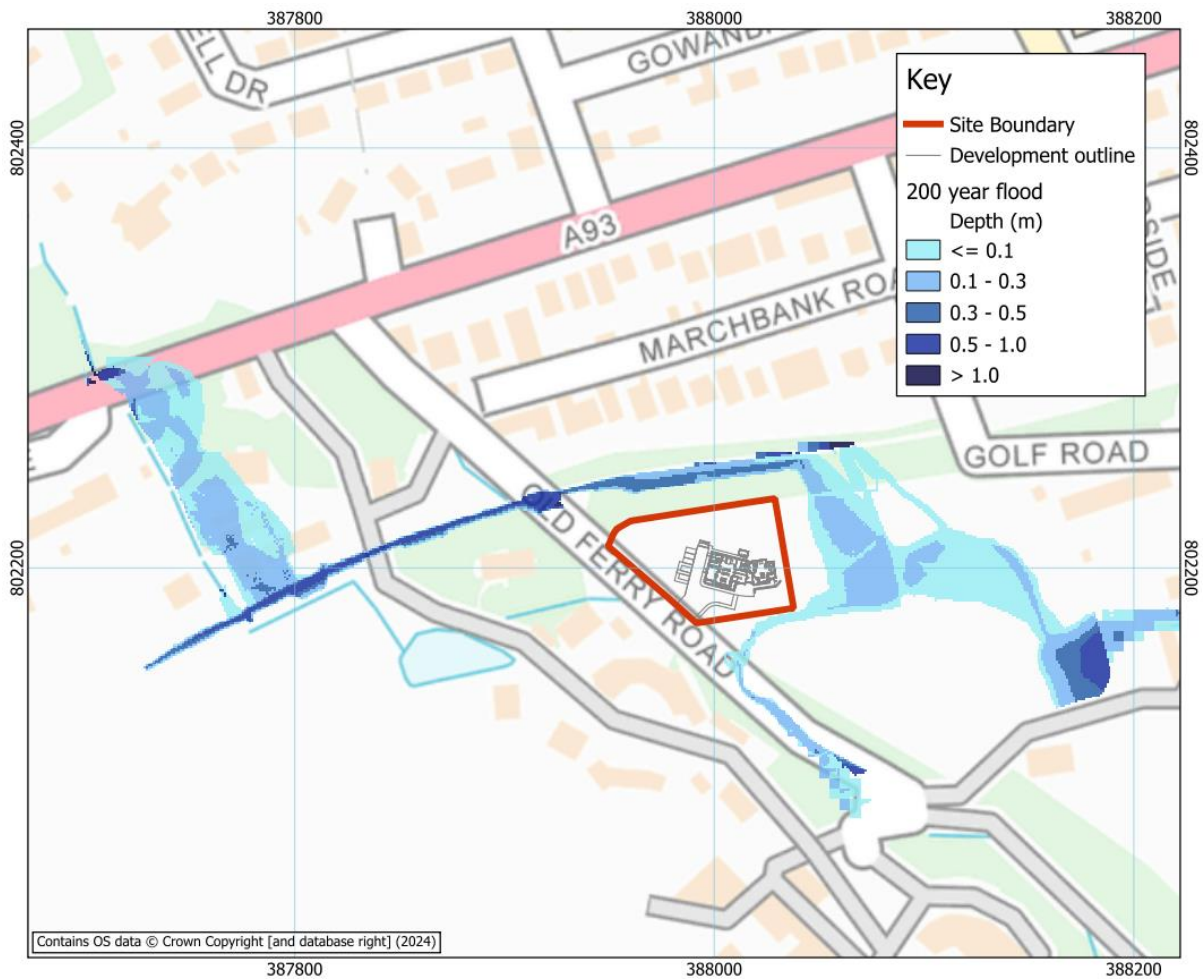 387800
388000
388200
ELL DR
GOWANB
Key
Site Boundary
Development outline
200 year flood
Depth (m)
<= 0.1
0.1 - 0.3
0.3 - 0.5
0.5 - 1.0
> 1.0
802400
802400
A93
MARCHBANK ROA
RSIDE
GOLF ROAD
OLD FERRY ROAD
802200
802200
Contains OS data © Crown Copyright [and database right] (2024)
387800
388000
388200